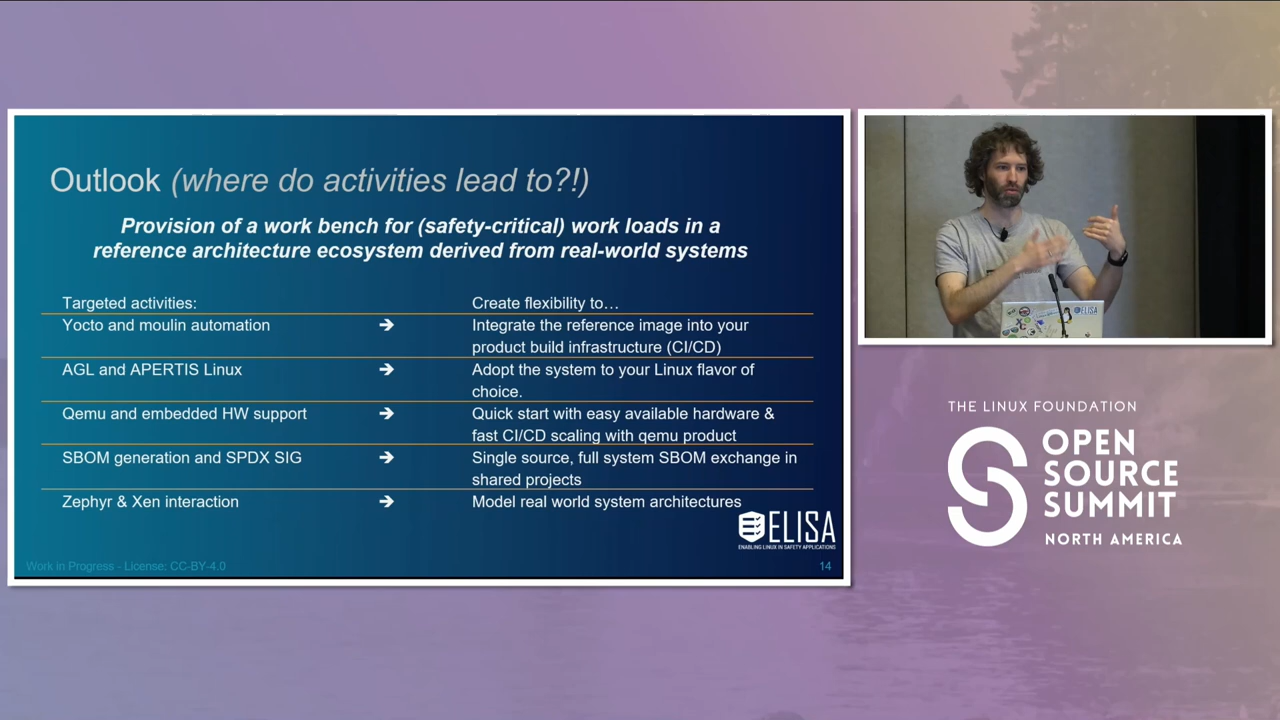 Outlook (where do activities lead to?!)
Provision of a work bench for (safety-critical) work loads in a
reference architecture ecosystem derived from real-world systems
Targeted activities: Create flexibility to…
Yocto and moulin automation ➔ Integrate the reference image into your
product build infrastructure (CI/CD)
AGL and APERTIS Linux ➔ Adopt the system to your Linux flavor of
choice.
Qemu and embedded HW support ➔ Quick start with easy available hardware &
fast CI/CD scaling with qemu product
SBOM generation and SPDX SIG ➔ Single source, full system SBOM exchange in
shared projects
Zephyr & Xen interaction ➔ Model real world system architectures
ELISA
ENABLING LINUX IN SAFETY APPLICATIONS
Work in Progress - License: CC-BY-4.0
14
ELISA
THE LINUX FOUNDATION
OPEN
SOURCE
SUMMIT
NORTH AMERICA